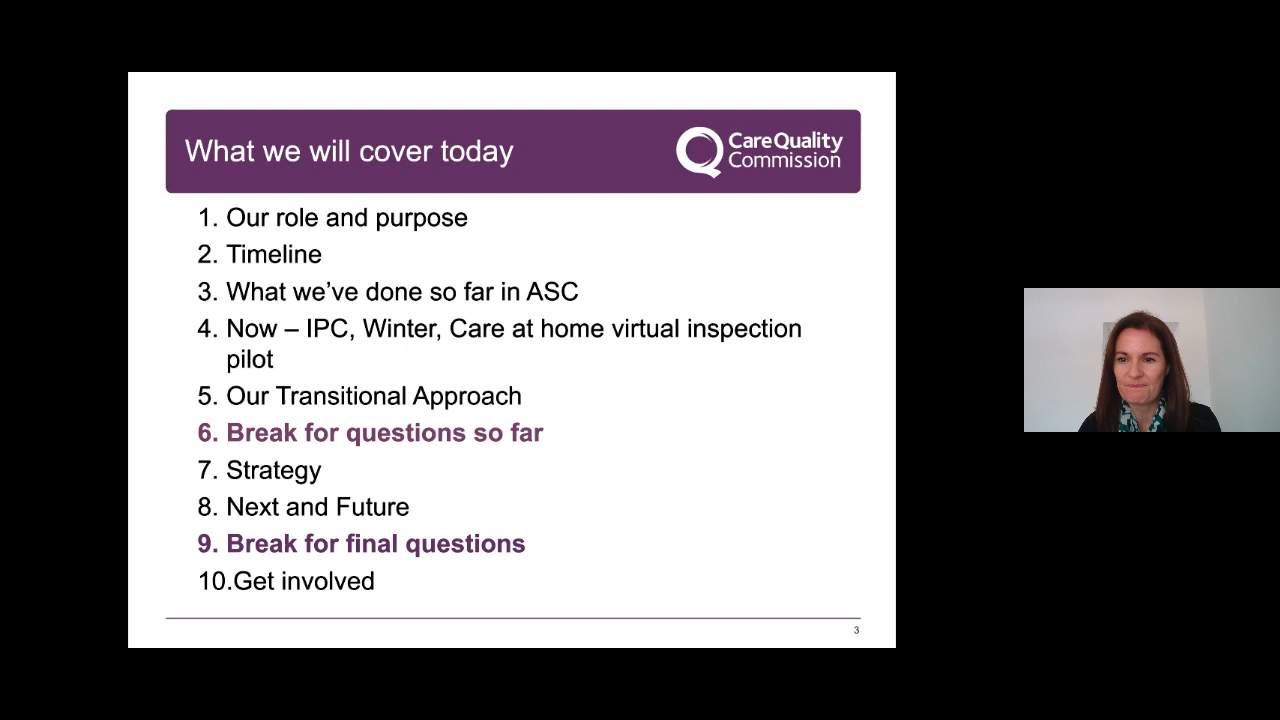 What we will cover today
CareQuality
Commission
1. Our role and purpose
2. Timeline
3. What we’ve done so far in ASC
4. Now – IPC, Winter, Care at home virtual inspection
pilot
5. Our Transitional Approach
6. Break for questions so far
7. Strategy
8. Next and Future
9. Break for final questions
10.Get involved
3